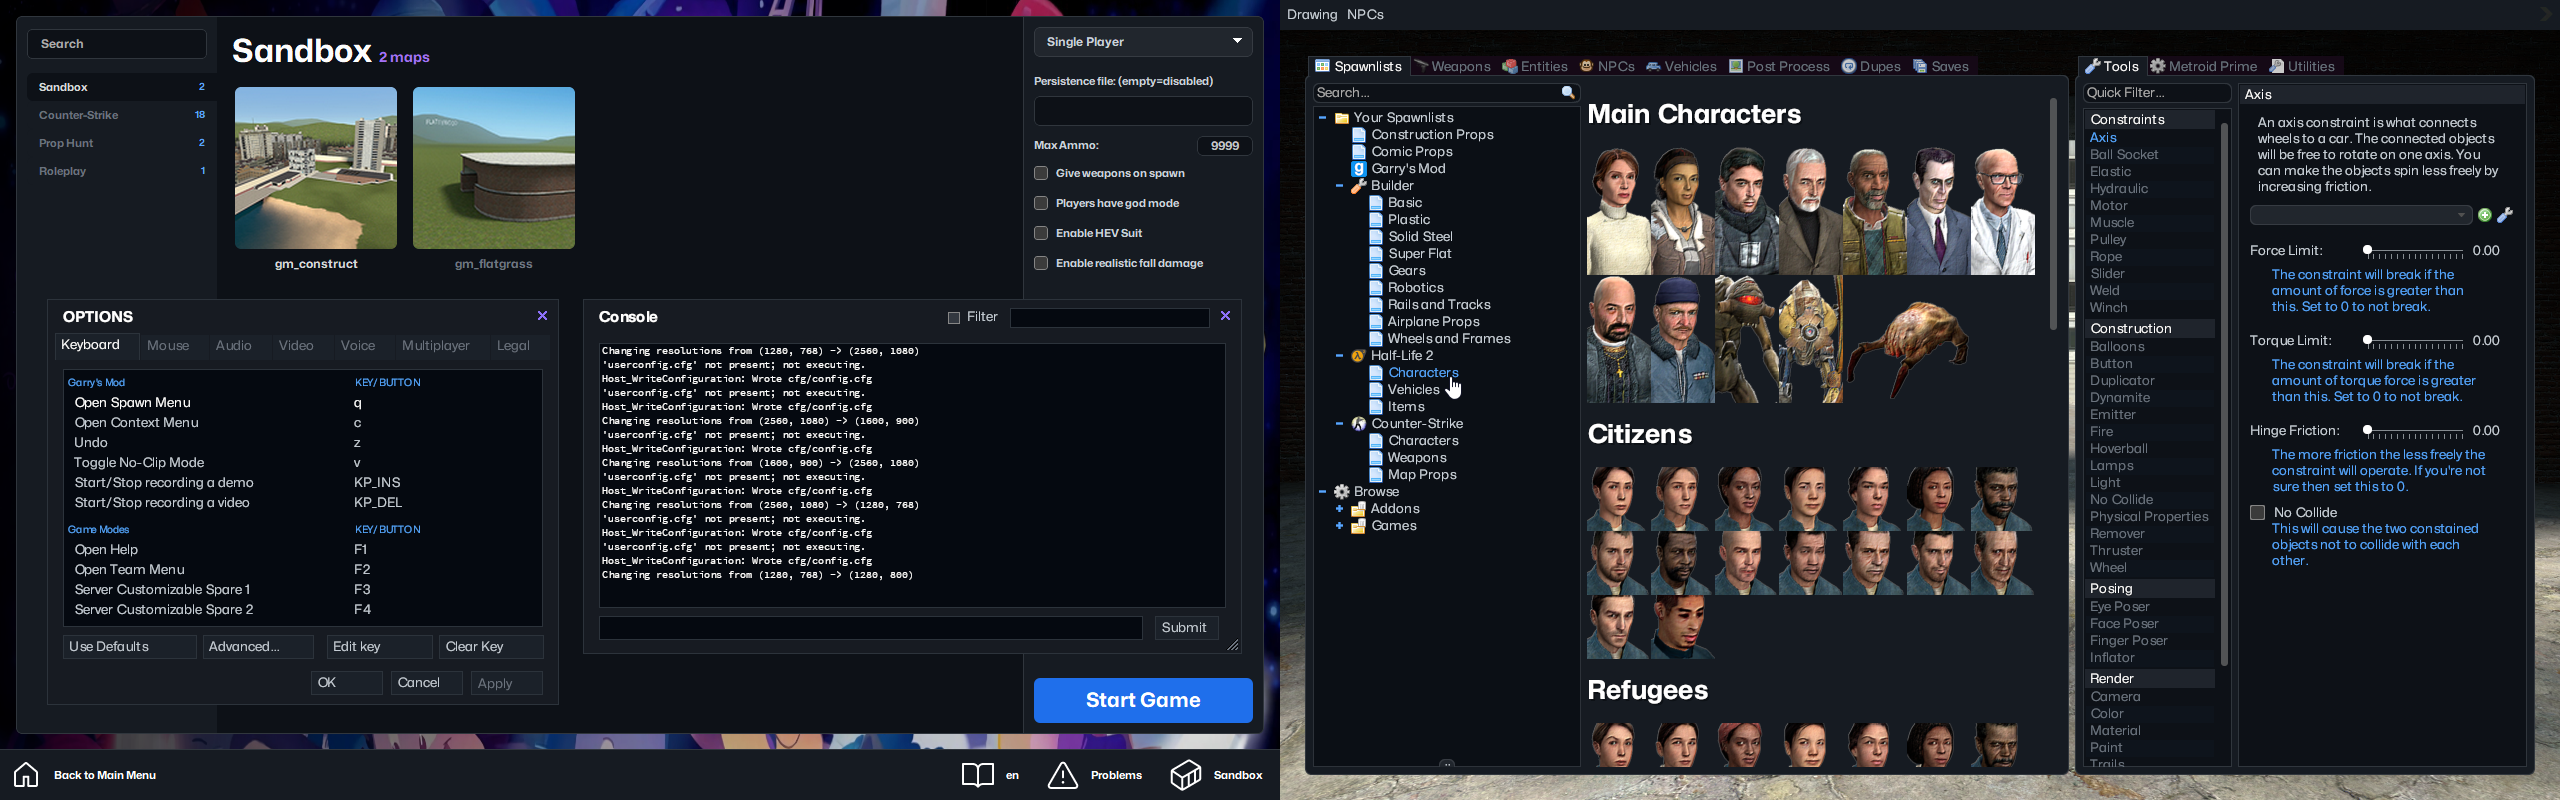 Search
Sandbox 2
Counter-Strike 18
Prop Hunt 2
Roleplay 1
Sandbox 2 maps
gm_construct
gm_flatgrass
Single Player
Persistence file: (empty=disabled)
Max Ammo: 9999
Give weapons on spawn
Players have god mode
Enable HEV Suit
Enable realistic fall damage
OPTIONS
Keyboard Mouse Audio Video Voice Multiplayer Legal
Garry's Mod KEY/BUTTON
Open Spawn Menu q
Open Context Menu c
Undo z
Toggle No-Clip Mode v
Start/Stop recording a demo KP_INS
Start/Stop recording a video KP_DEL
Game Modes KEY/BUTTON
Open Help F1
Open Team Menu F2
Server Customizable Spare 1 F3
Server Customizable Spare 2 F4
Use Defaults Advanced... Edit key Clear Key
OK Cancel Apply
Console Filter
Changing resolutions from (1280, 768) -> (2560, 1080)
'userconfig.cfg' not present; not executing.
Host_WriteConfiguration: Wrote cfg/config.cfg
'userconfig.cfg' not present; not executing.
Host_WriteConfiguration: Wrote cfg/config.cfg
Changing resolutions from (2560, 1080) -> (1600, 900)
'userconfig.cfg' not present; not executing.
Host_WriteConfiguration: Wrote cfg/config.cfg
Changing resolutions from (1600, 900) -> (2560, 1080)
'userconfig.cfg' not present; not executing.
Host_WriteConfiguration: Wrote cfg/config.cfg
Changing resolutions from (2560, 1080) -> (1280, 768)
'userconfig.cfg' not present; not executing.
Host_WriteConfiguration: Wrote cfg/config.cfg
'userconfig.cfg' not present; not executing.
Host_WriteConfiguration: Wrote cfg/config.cfg
Changing resolutions from (1280, 768) -> (1280, 800)
Submit
Start Game
Back to Main Menu
en
Problems
Sandbox
Drawing NPCs
Spawnlists Weapons Entities NPCs Vehicles Post Process Dupes Saves
Search...
Your Spawnlists
Construction Props
Comic Props
Garry's Mod
Builder
Basic
Plastic
Solid Steel
Super Flat
Gears
Robotics
Rails and Tracks
Airplane Props
Wheels and Frames
Half-Life 2
Characters
Vehicles
Items
Counter-Strike
Characters
Weapons
Map Props
Browse
Addons
Games
Main Characters
Citizens
Refugees
Tools Metroid Prime Utilities
Quick Filter...
Constraints
Axis
Ball Socket
Elastic
Hydraulic
Motor
Muscle
Pulley
Rope
Slider
Weld
Winch
Construction
Balloons
Button
Duplicator
Dynamite
Emitter
Fire
Hoverball
Lamps
Light
No Collide
Physical Properties
Remover
Thruster
Wheel
Posing
Eye Poser
Face Poser
Finger Poser
Inflator
Render
Camera
Color
Material
Paint
Trails
Axis
An axis constraint is what connects
wheels to a car. The connected objects
will be free to rotate on one axis. You
can make the objects spin less freely by
increasing friction.
Force Limit: 0.00
The constraint will break if the
amount of force is greater than
this. Set to 0 to not break.
Torque Limit: 0.00
The constraint will break if the
amount of torque force is greater
than this. Set to 0 to not break.
Hinge Friction: 0.00
The more friction the less freely the
constraint will operate. If you're not
sure then set this to 0.
No Collide
This will cause the two constained
objects not to collide with each
other.